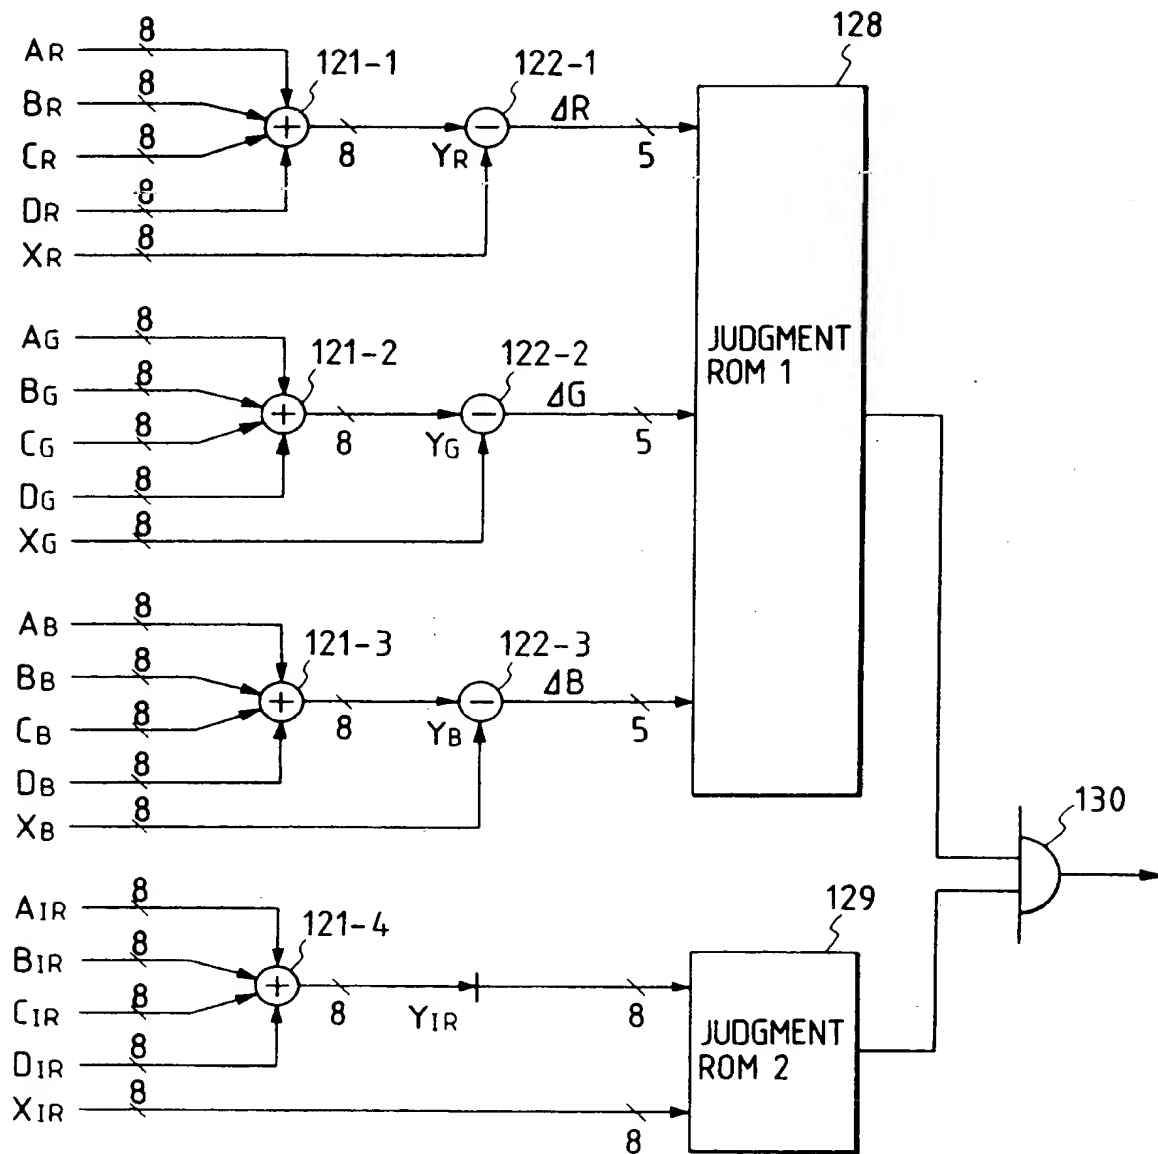 128
AR 8
121-1
122-1
BR 8
ΔR
CR 8
8
YR
5
DR 8
XR 8
AG 8
121-2
122-2
BG 8
ΔG
CG 8
8
YG
5
DG 8
XG 8
JUDGMENT
ROM 1
AB 8
121-3
122-3
BB 8
ΔB
CB 8
8
YB
5
DB 8
XB 8
130
AIR 8
121-4
129
BIR 8
CIR 8
8
YIR
8
DIR 8
XIR 8
8
JUDGMENT
ROM 2